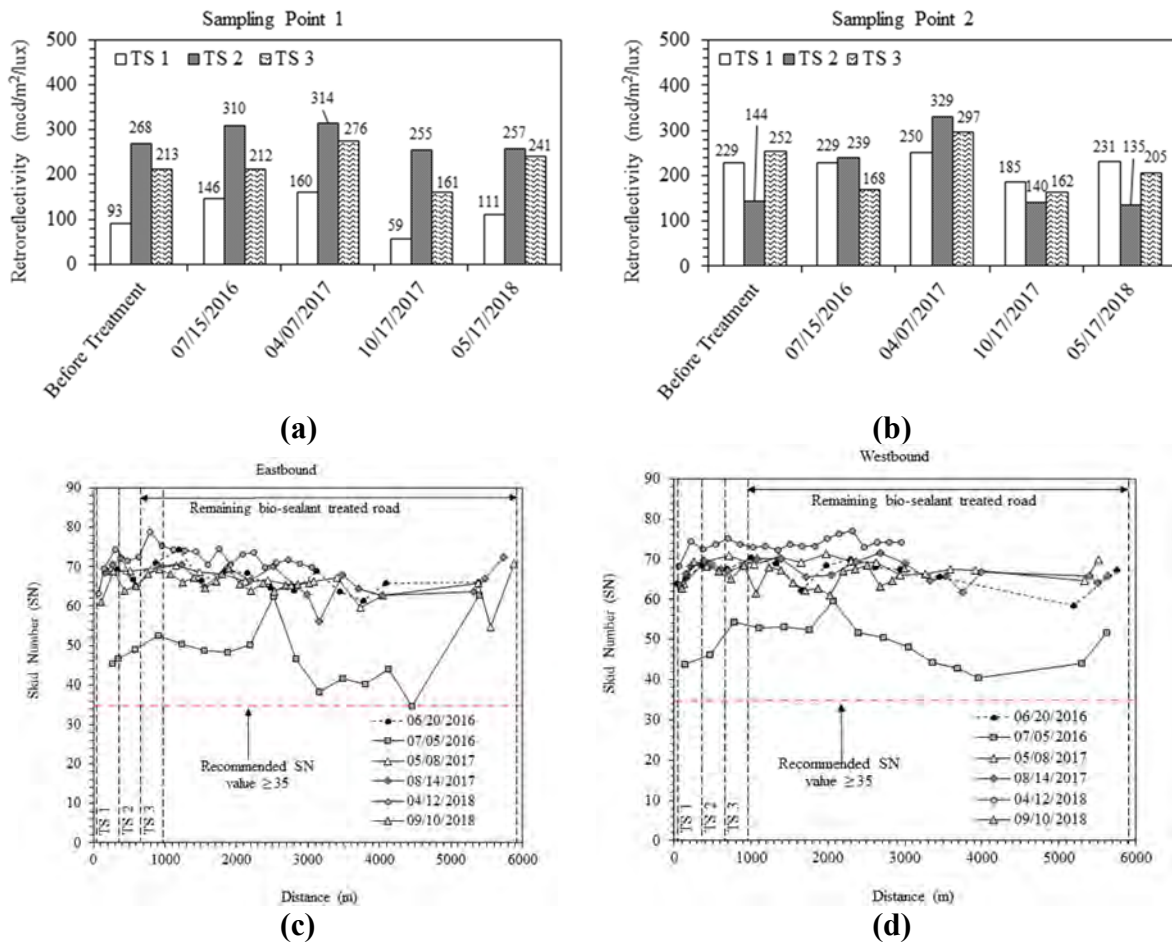 Sampling Point 1
Retroreflectivity (mcd/m²/lux)
500
400
300
200
100
0
TS 1 TS 2 TS 3
93 268 213
146 310 212
160 314 276
59 255 161
111 257 241
Before Treatment
07/15/2016
04/07/2017
10/17/2017
05/17/2018
(a)
Sampling Point 2
Retroreflectivity (mcd/m²/lux)
500
400
300
200
100
0
TS 1 TS 2 TS 3
229 144 252
229 239 168
250 329 297
185 140 162
231 135 205
Before Treatment
07/15/2016
04/07/2017
10/17/2017
05/17/2018
(b)
Eastbound
Skid Number (SN)
90
80
70
60
50
40
30
20
10
0
Remaining bio-sealant treated road
Recommended SN
value ≥35
06/20/2016
07/05/2016
05/08/2017
08/14/2017
04/12/2018
09/10/2018
TS 1
TS 2
TS 3
0 1000 2000 3000 4000 5000 6000
Distance (m)
(c)
Westbound
Skid Number (SN)
90
80
70
60
50
40
30
20
10
0
Remaining bio-sealant treated road
Recommended SN
value ≥35
06/20/2016
07/05/2016
05/08/2017
08/14/2017
04/12/2018
09/10/2018
TS 1
TS 2
TS 3
0 1000 2000 3000 4000 5000 6000
Distance (m)
(d)